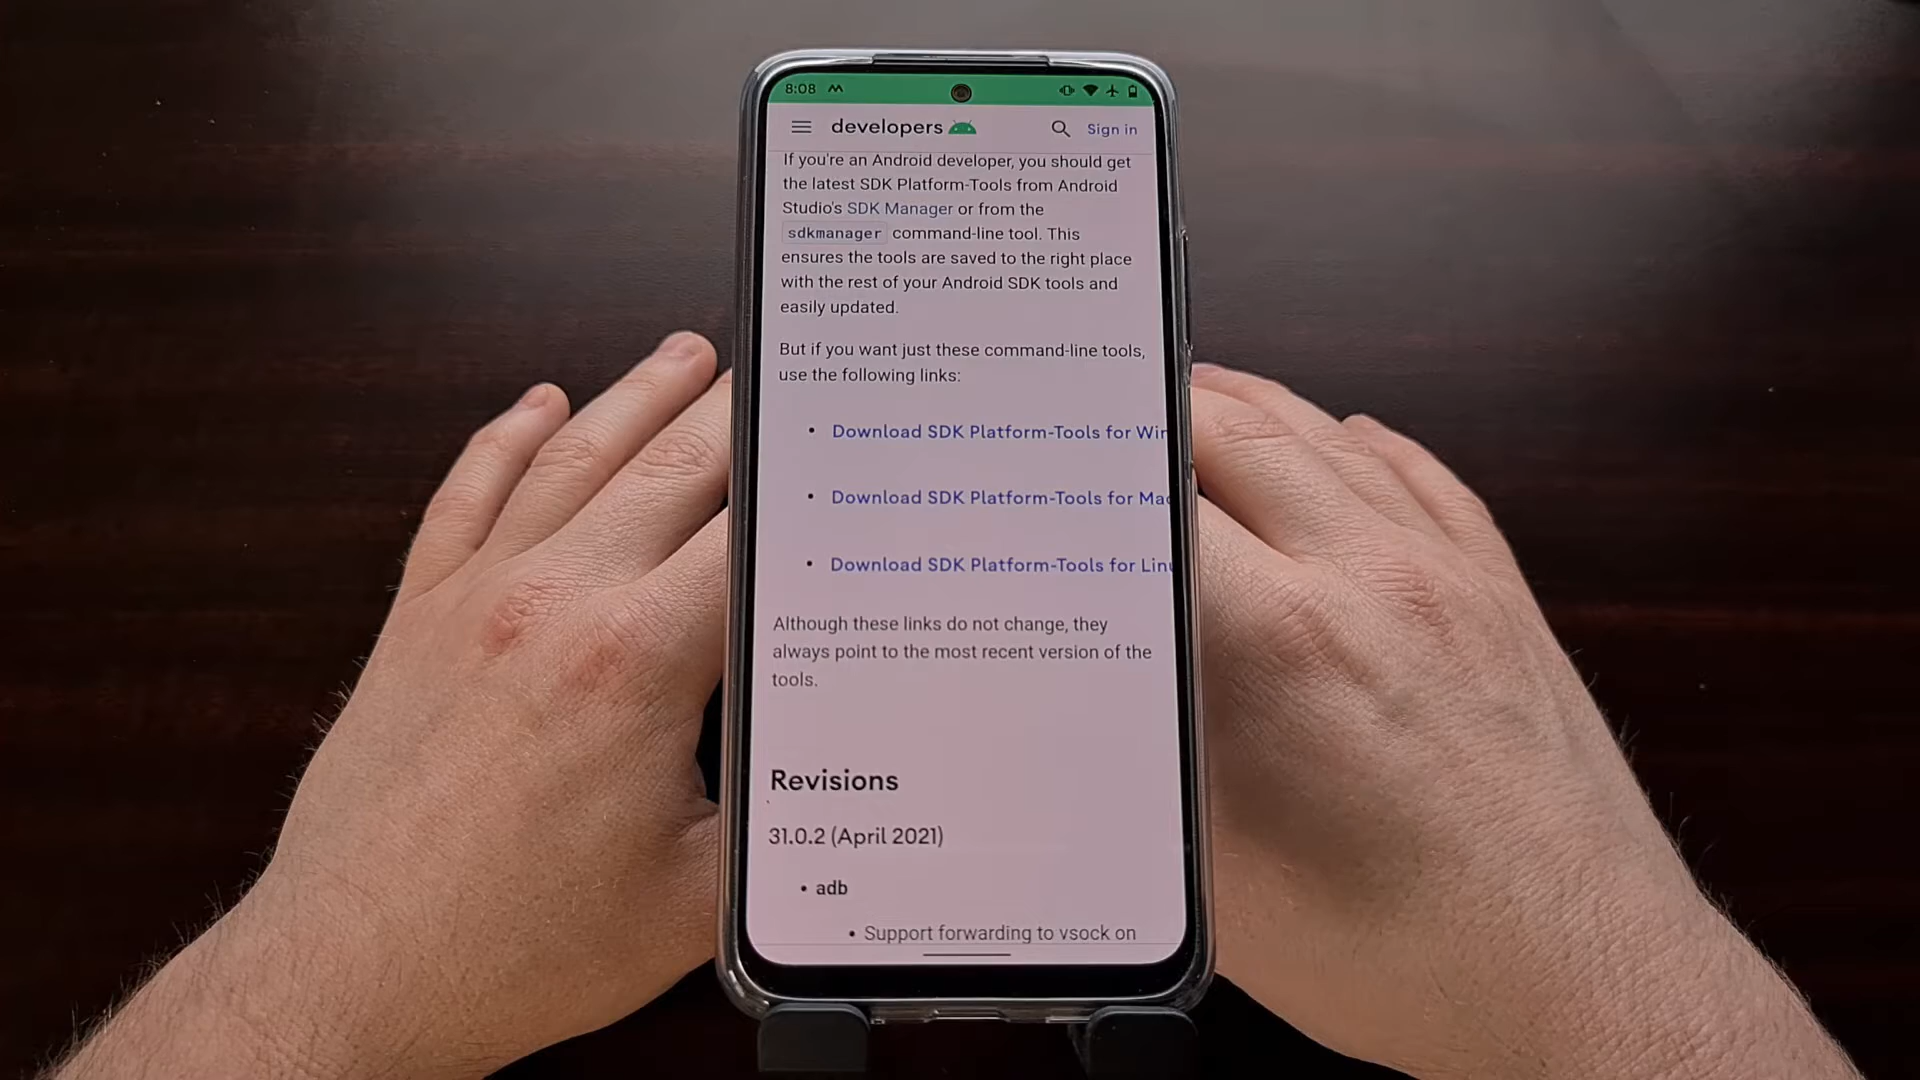 8:08
developers
Sign in
If you're an Android developer, you should get
the latest SDK Platform-Tools from Android
Studio's SDK Manager or from the
sdkmanager command-line tool. This
ensures the tools are saved to the right place
with the rest of your Android SDK tools and
easily updated.
But if you want just these command-line tools,
use the following links:
• Download SDK Platform-Tools for Win
• Download SDK Platform-Tools for Mac
• Download SDK Platform-Tools for Linu
Although these links do not change, they
always point to the most recent version of the
tools.
Revisions
31.0.2 (April 2021)
• adb
• Support forwarding to vsock on